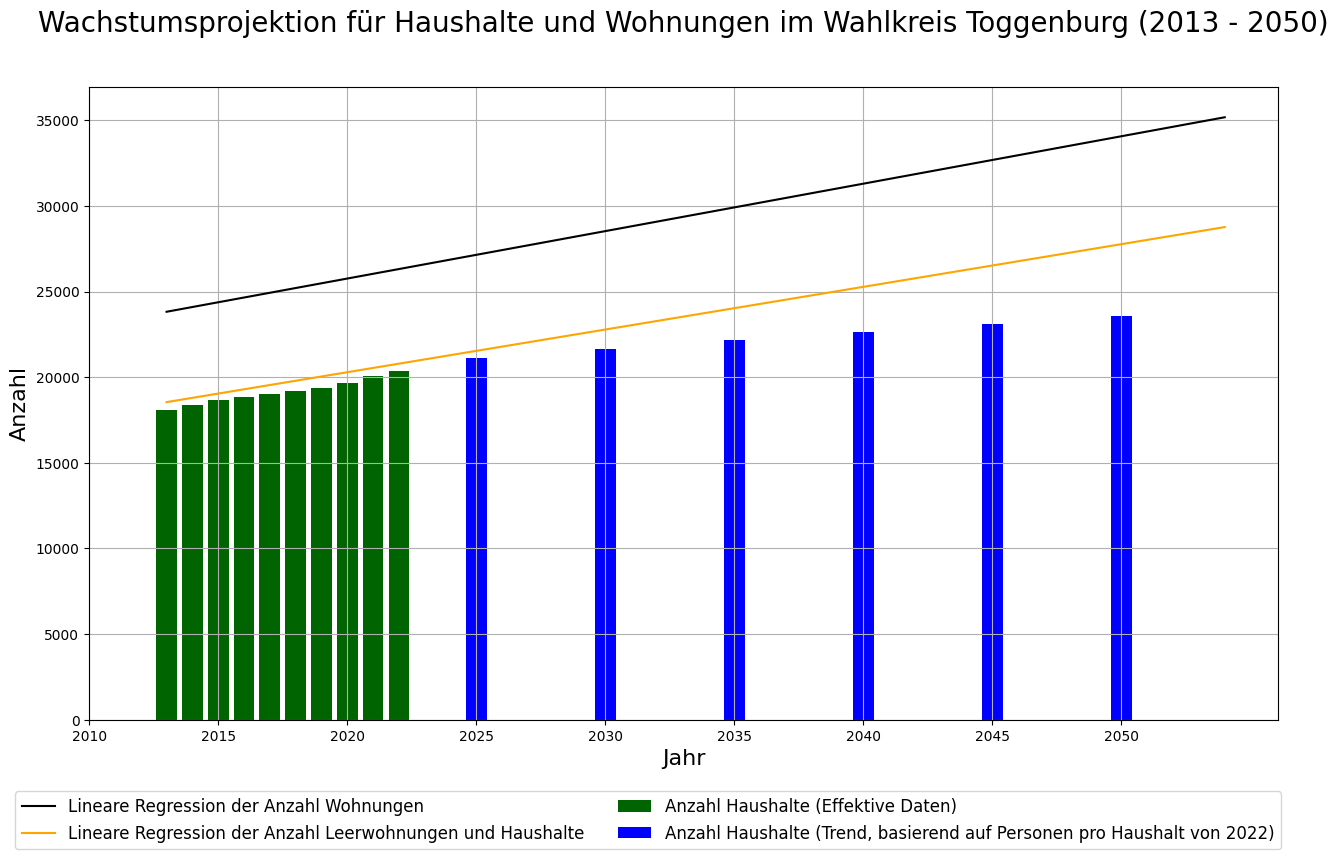 Wachstumsprojektion für Haushalte und Wohnungen im Wahlkreis Toggenburg (2013 - 2050)
Anzahl
35000
30000
25000
20000
15000
10000
5000
0
2010 2015 2020 2025 2030 2035 2040 2045 2050
Jahr
Lineare Regression der Anzahl Wohnungen
Lineare Regression der Anzahl Leerwohnungen und Haushalte
Anzahl Haushalte (Effektive Daten)
Anzahl Haushalte (Trend, basierend auf Personen pro Haushalt von 2022)